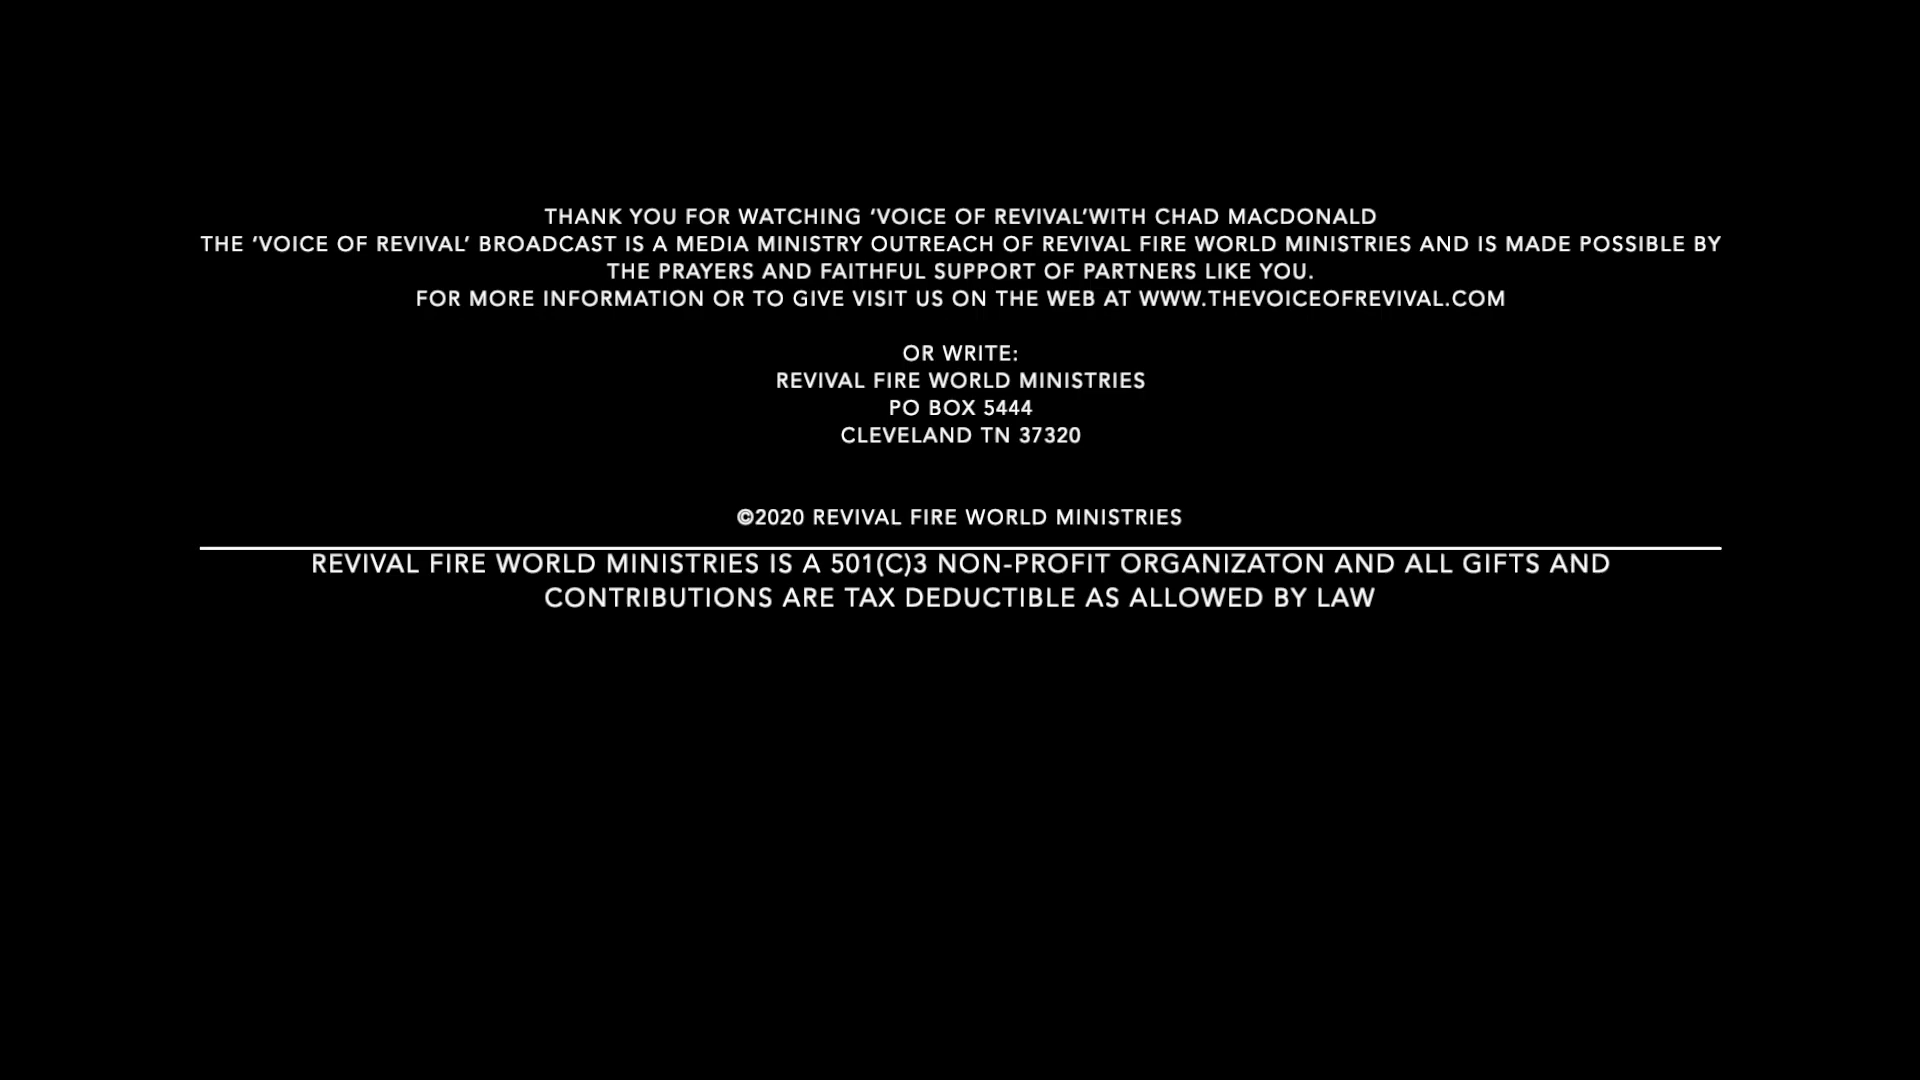 THANK YOU FOR WATCHING ‘VOICE OF REVIVAL’WITH CHAD MACDONALD
THE ‘VOICE OF REVIVAL’ BROADCAST IS A MEDIA MINISTRY OUTREACH OF REVIVAL FIRE WORLD MINISTRIES AND IS MADE POSSIBLE BY
THE PRAYERS AND FAITHFUL SUPPORT OF PARTNERS LIKE YOU.
FOR MORE INFORMATION OR TO GIVE VISIT US ON THE WEB AT WWW.THEVOICEOFREVIVAL.COM
OR WRITE:
REVIVAL FIRE WORLD MINISTRIES
PO BOX 5444
CLEVELAND TN 37320
©2020 REVIVAL FIRE WORLD MINISTRIES
REVIVAL FIRE WORLD MINISTRIES IS A 501(C)3 NON-PROFIT ORGANIZATON AND ALL GIFTS AND
CONTRIBUTIONS ARE TAX DEDUCTIBLE AS ALLOWED BY LAW